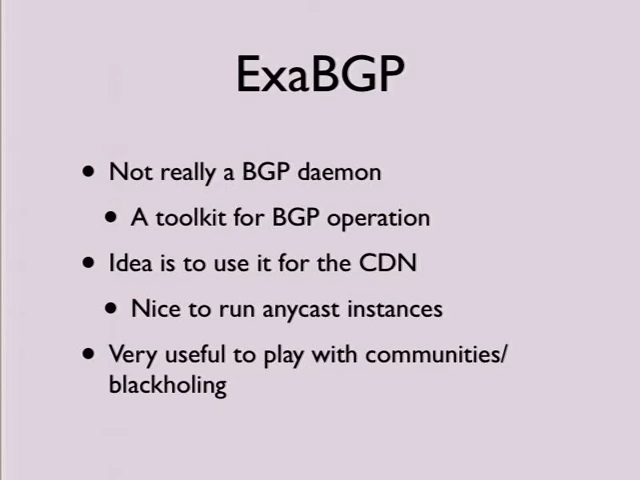 ExaBGP
• Not really a BGP daemon
• A toolkit for BGP operation
• Idea is to use it for the CDN
• Nice to run anycast instances
• Very useful to play with communities/
blackholing